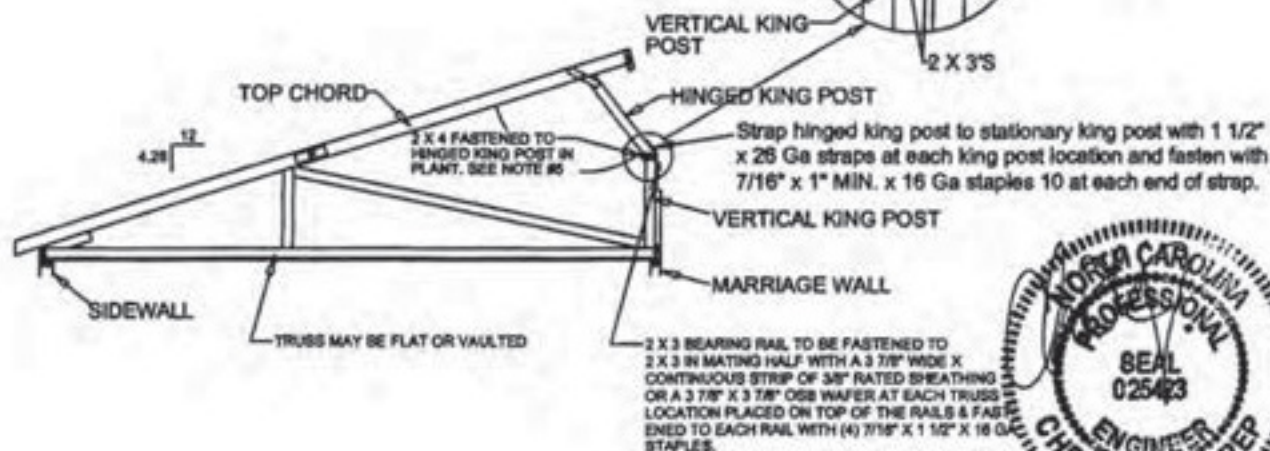 VERTICAL KING
POST
2 X 3'S
TOP CHORD
HINGED KING POST
12
4.26
2 X 4 FASTENED TO
HINGED KING POST IN
PLANT. SEE NOTE #5
Strap hinged king post to stationary king post with 1 1/2"
x 26 Ga straps at each king post location and fasten with
7/16" x 1" MIN. x 16 Ga staples 10 at each end of strap.
VERTICAL KING POST
MARRIAGE WALL
SIDEWALL
TRUSS MAY BE FLAT OR VAULTED
2 X 3 BEARING RAIL TO BE FASTENED TO
2 X 3 IN MATING HALF WITH A 3 7/8" WIDE X
CONTINUOUS STRIP OF 3/8" RATED SHEATHING
OR A 3 7/8" X 3 7/8" OSB WAFER AT EACH TRUSS
LOCATION PLACED ON TOP OF THE RAILS & FAST
ENED TO EACH RAIL WITH (4) 7/16" X 1 1/2" X 16 GA
STAPLES.
NORTH CAROLINA
PROFESSIONAL
SEAL
025423
ENGINEER